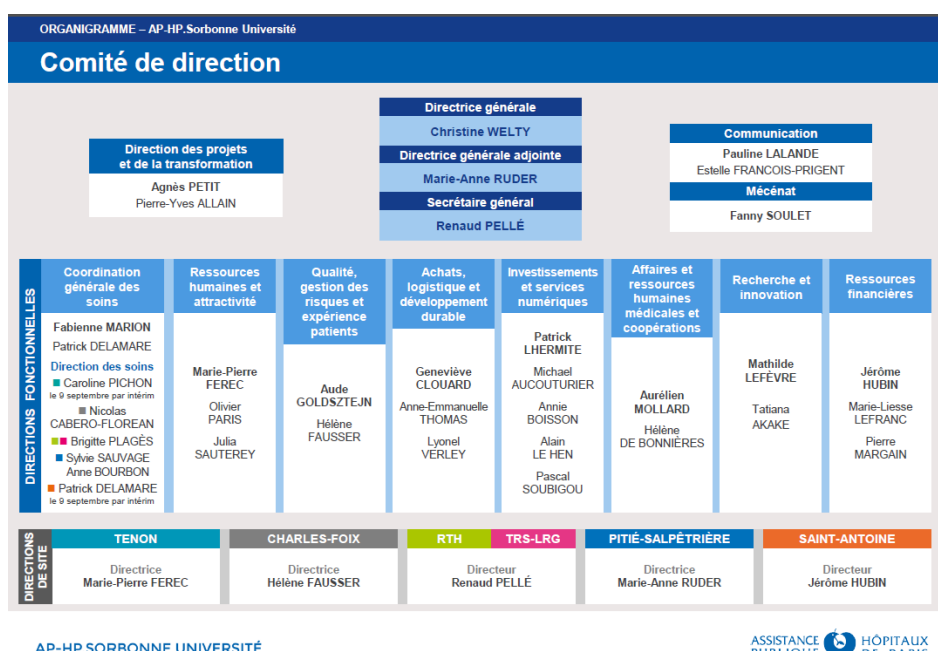 ORGANIGRAMME – AP-HP.Sorbonne Université
Comité de direction
Direction des projets
et de la transformation
Agnès PETIT
Pierre-Yves ALLAIN
Directrice générale
Christine WELTY
Directrice générale adjointe
Marie-Anne RUDER
Secrétaire général
Renaud PELLÉ
Communication
Pauline LALANDE
Estelle FRANCOIS-PRIGENT
Mécénat
Fanny SOULET
DIRECTIONS FONCTIONNELLES
Coordination
générale des
soins
Fabienne MARION
Patrick DELAMARE
Direction des soins
Caroline PICHON
le 9 septembre par intérim
Nicolas
CABERO-FLOREAN
Brigitte PLAGÈS
Sylvie SAUVAGE
Anne BOURBON
Patrick DELAMARE
le 9 septembre par intérim
Ressources
humaines et
attractivité
Marie-Pierre
FEREC
Olivier
PARIS
Julia
SAUTEREY
Qualité,
gestion des
risques et
expérience
patients
Aude
GOLDSZTEJN
Hélène
FAUSSER
Achats,
logistique et
développement
durable
Geneviève
CLOUARD
Anne-Emmanuelle
THOMAS
Lyonel
VERLEY
Investissements
et services
numériques
Patrick
LHERMITE
Michael
AUCOUTURIER
Annie
BOISSON
Alain
LE HEN
Pascal
SOUBIGOU
Affaires et
ressources
humaines
médicales et
coopérations
Aurélien
MOLLARD
Hélène
DE BONNIÈRES
Recherche et
innovation
Mathilde
LEFÈVRE
Tatiana
AKAKE
Ressources
financières
Jérôme
HUBIN
Marie-Liesse
LEFRANC
Pierre
MARGAIN
DIRECTIONS
DE SITE
TENON
Directrice
Marie-Pierre FEREC
CHARLES-FOIX
Directrice
Hélène FAUSSER
RTH
TRS-LRG
Directeur
Renaud PELLÉ
PITIÉ-SALPÊTRIÈRE
Directrice
Marie-Anne RUDER
SAINT-ANTOINE
Directeur
Jérôme HUBIN
AP-HP.SORBONNE UNIVERSITÉ
ASSISTANCE HÔPITAUX
PUBLIQUE DE PARIS